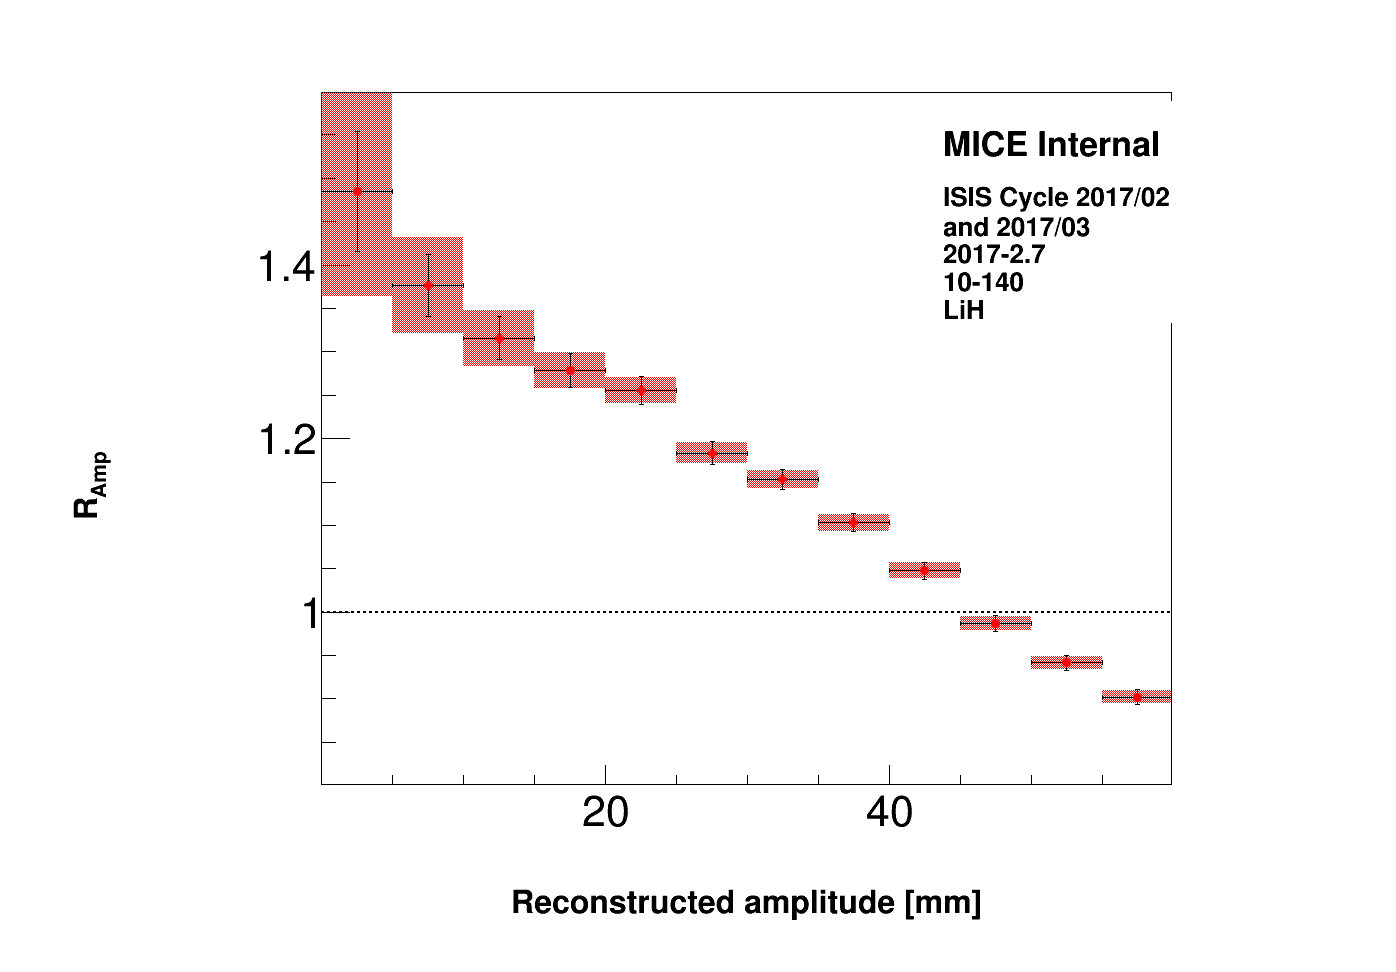 MICE Internal
ISIS Cycle 2017/02
and 2017/03
2017-2.7
10-140
LiH
1.4
1.2
1
R_Amp
20 40
Reconstructed amplitude [mm]